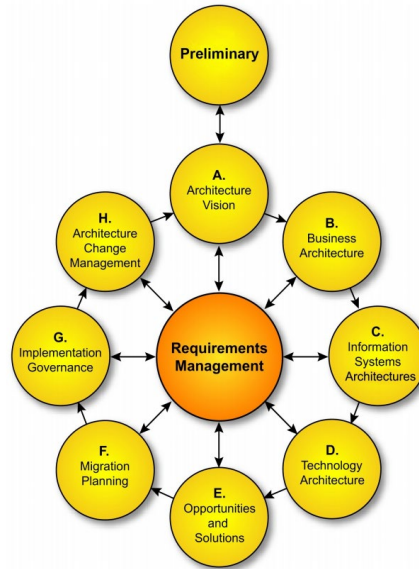 Preliminary
A.
Architecture
Vision
B.
Business
Architecture
C.
Information
Systems
Architectures
D.
Technology
Architecture
E.
Opportunities
and
Solutions
F.
Migration
Planning
G.
Implementation
Governance
H.
Architecture
Change
Management
Requirements
Management